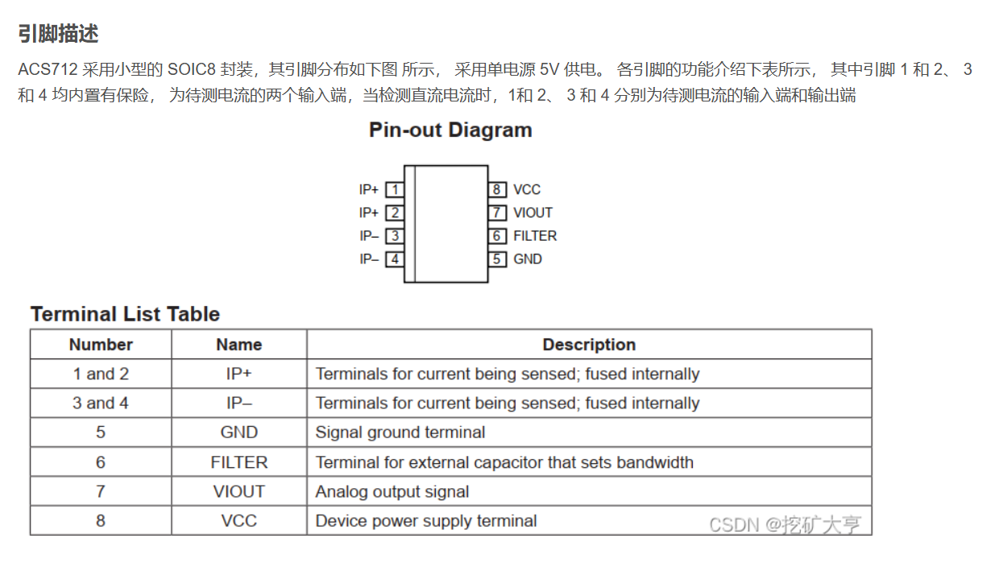 引脚描述
ACS712 采用小型的 SOIC8 封装，其引脚分布如下图 所示， 采用单电源 5V 供电。 各引脚的功能介绍下表所示， 其中引脚 1 和 2、 3
和 4 均内置有保险， 为待测电流的两个输入端，当检测直流电流时，1和 2、 3 和 4 分别为待测电流的输入端和输出端
Pin-out Diagram
IP+ 1 8 VCC
IP+ 2 7 VIOUT
IP– 3 6 FILTER
IP– 4 5 GND
Terminal List Table
Number Name Description
1 and 2 IP+ Terminals for current being sensed; fused internally
3 and 4 IP– Terminals for current being sensed; fused internally
5 GND Signal ground terminal
6 FILTER Terminal for external capacitor that sets bandwidth
7 VIOUT Analog output signal
8 VCC Device power supply terminal
CSDN @挖矿大亨